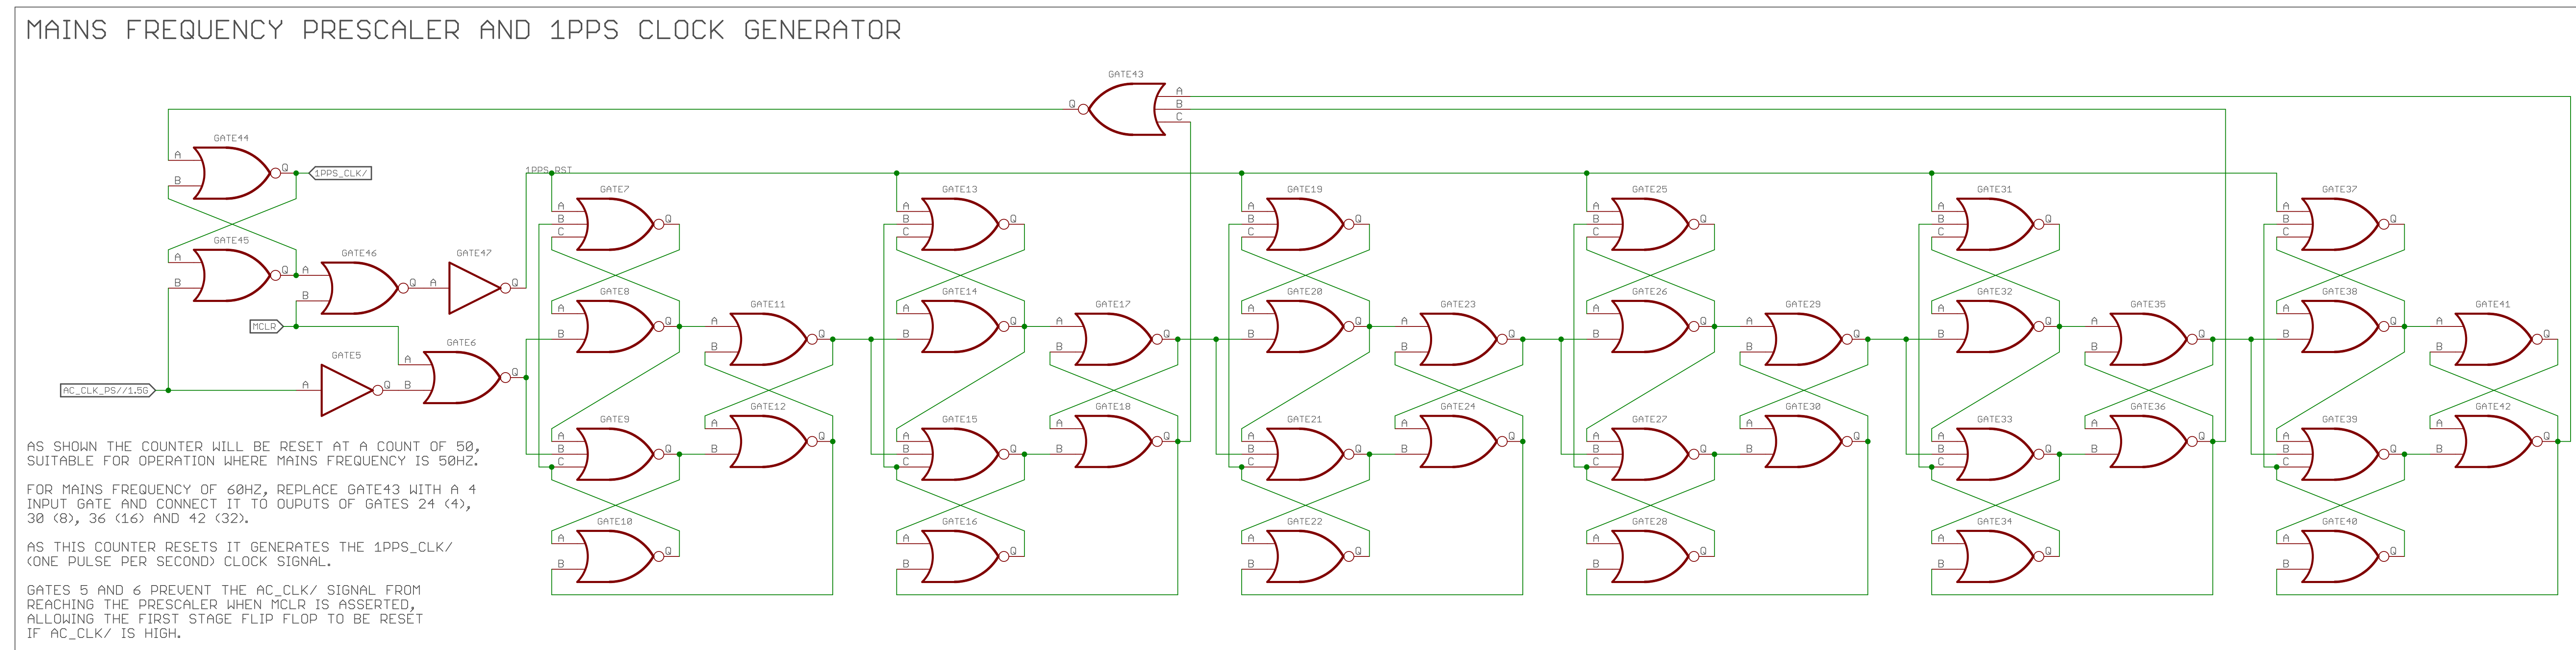 MAINS FREQUENCY PRESCALER AND 1PPS CLOCK GENERATOR
GATE43
Q
A
B
C
GATE44
A
B
Q
1PPS_CLK/
1PPS_RST
GATE45
A
B
Q
GATE46
A
B
Q
GATE47
A
Q
MCLR
GATE5
A
Q
GATE6
A
B
Q
AC_CLK_PS//1.5G
GATE7
A
B
C
Q
GATE8
A
B
Q
GATE9
A
B
C
Q
GATE10
A
B
Q
GATE11
A
B
Q
GATE12
A
B
Q
GATE13
A
B
C
Q
GATE14
A
B
Q
GATE15
A
B
C
Q
GATE16
A
B
Q
GATE17
A
B
Q
GATE18
A
B
Q
GATE19
A
B
C
Q
GATE20
A
B
Q
GATE21
A
B
C
Q
GATE22
A
B
Q
GATE23
A
B
Q
GATE24
A
B
Q
GATE25
A
B
C
Q
GATE26
A
B
Q
GATE27
A
B
C
Q
GATE28
A
B
Q
GATE29
A
B
Q
GATE30
A
B
Q
GATE31
A
B
C
Q
GATE32
A
B
Q
GATE33
A
B
C
Q
GATE34
A
B
Q
GATE35
A
B
Q
GATE36
A
B
Q
GATE37
A
B
C
Q
GATE38
A
B
Q
GATE39
A
B
C
Q
GATE40
A
B
Q
GATE41
A
B
Q
GATE42
A
B
Q
AS SHOWN THE COUNTER WILL BE RESET AT A COUNT OF 50,
SUITABLE FOR OPERATION WHERE MAINS FREQUENCY IS 50HZ.
FOR MAINS FREQUENCY OF 60HZ, REPLACE GATE43 WITH A 4
INPUT GATE AND CONNECT IT TO OUPUTS OF GATES 24 (4),
30 (8), 36 (16) AND 42 (32).
AS THIS COUNTER RESETS IT GENERATES THE 1PPS_CLK/
(ONE PULSE PER SECOND) CLOCK SIGNAL.
GATES 5 AND 6 PREVENT THE AC_CLK/ SIGNAL FROM
REACHING THE PRESCALER WHEN MCLR IS ASSERTED,
ALLOWING THE FIRST STAGE FLIP FLOP TO BE RESET
IF AC_CLK/ IS HIGH.